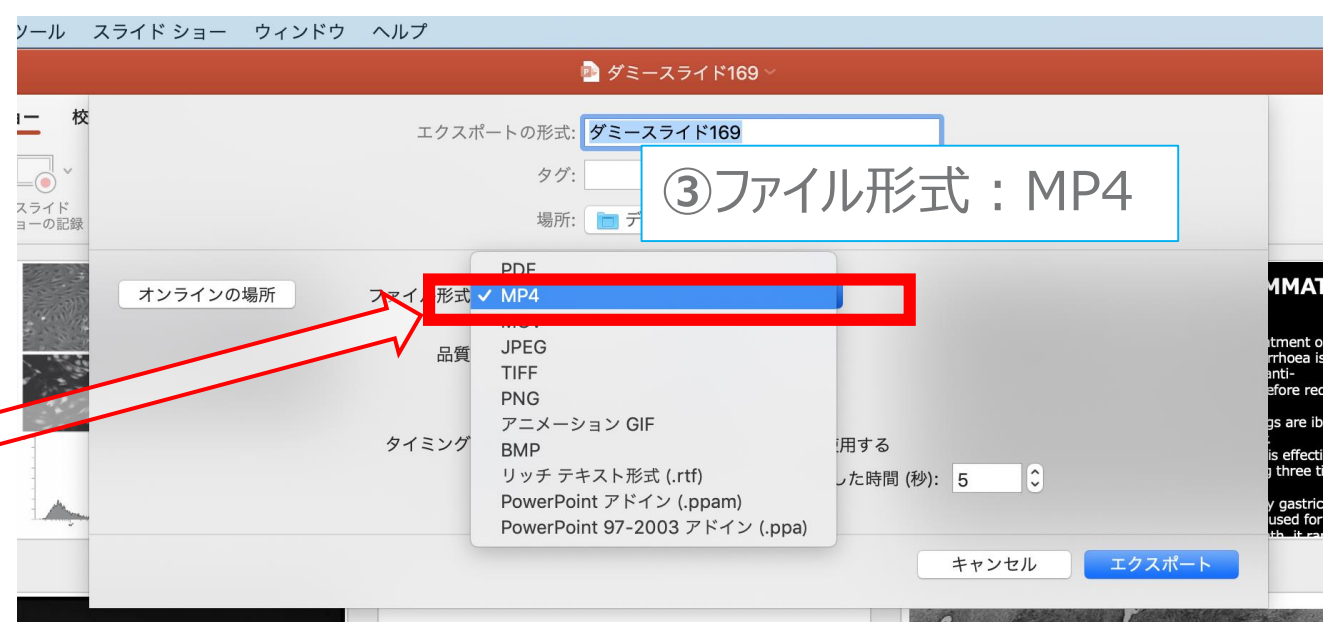 ツール スライド ショー ウィンドウ ヘルプ
ダミースライド169
校
エクスポートの形式: ダミースライド169
タグ:
③ファイル形式：MP4
スライド
ョーの記録
場所: デ
PDF
オンラインの場所 ファイル形式 ✓ MP4
MOV
品質 JPEG
TIFF
PNG
アニメーション GIF
タイミング BMP 使用する
リッチ テキスト形式 (.rtf) した時間 (秒): 5
PowerPoint アドイン (.ppam)
PowerPoint 97-2003 アドイン (.ppa)
キャンセル エクスポート
MMAT
tment o
rrhoea is
anti-
efore rec
gs are ib
is effecti
g three ti
y gastric
used for